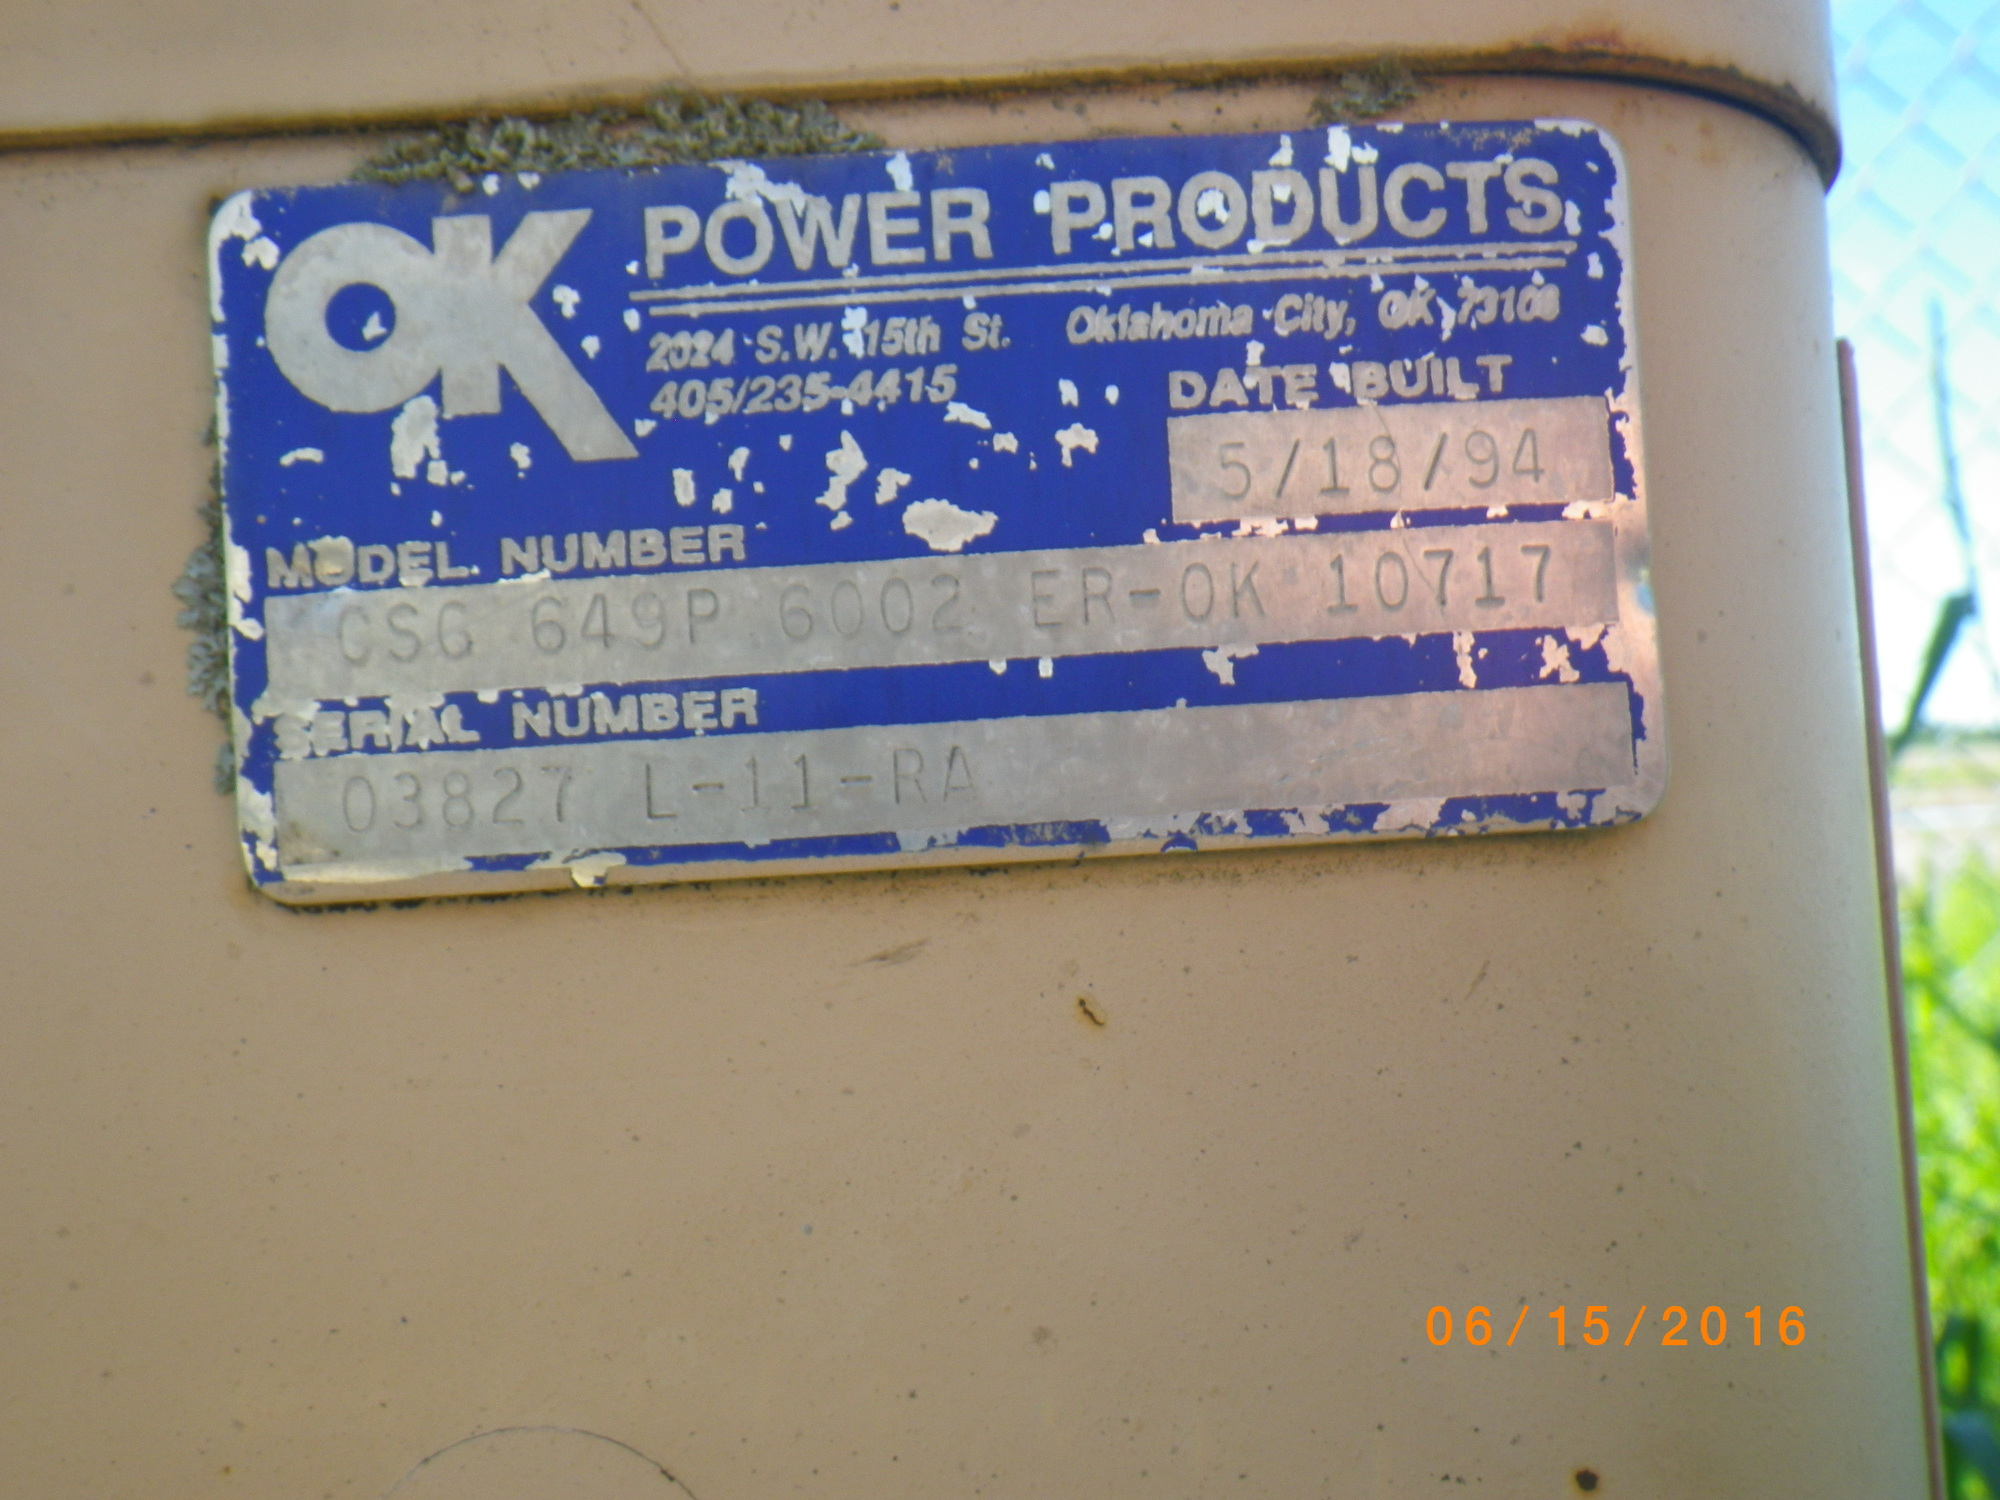 OK POWER PRODUCTS
2024 S.W. 15th St. Oklahoma City, OK 73108
405/235-4415
DATE BUILT
5/18/94
MODEL NUMBER
CSG 649P 6002 ER-OK 10717
SERIAL NUMBER
03827 L-11-RA
06/15/2016